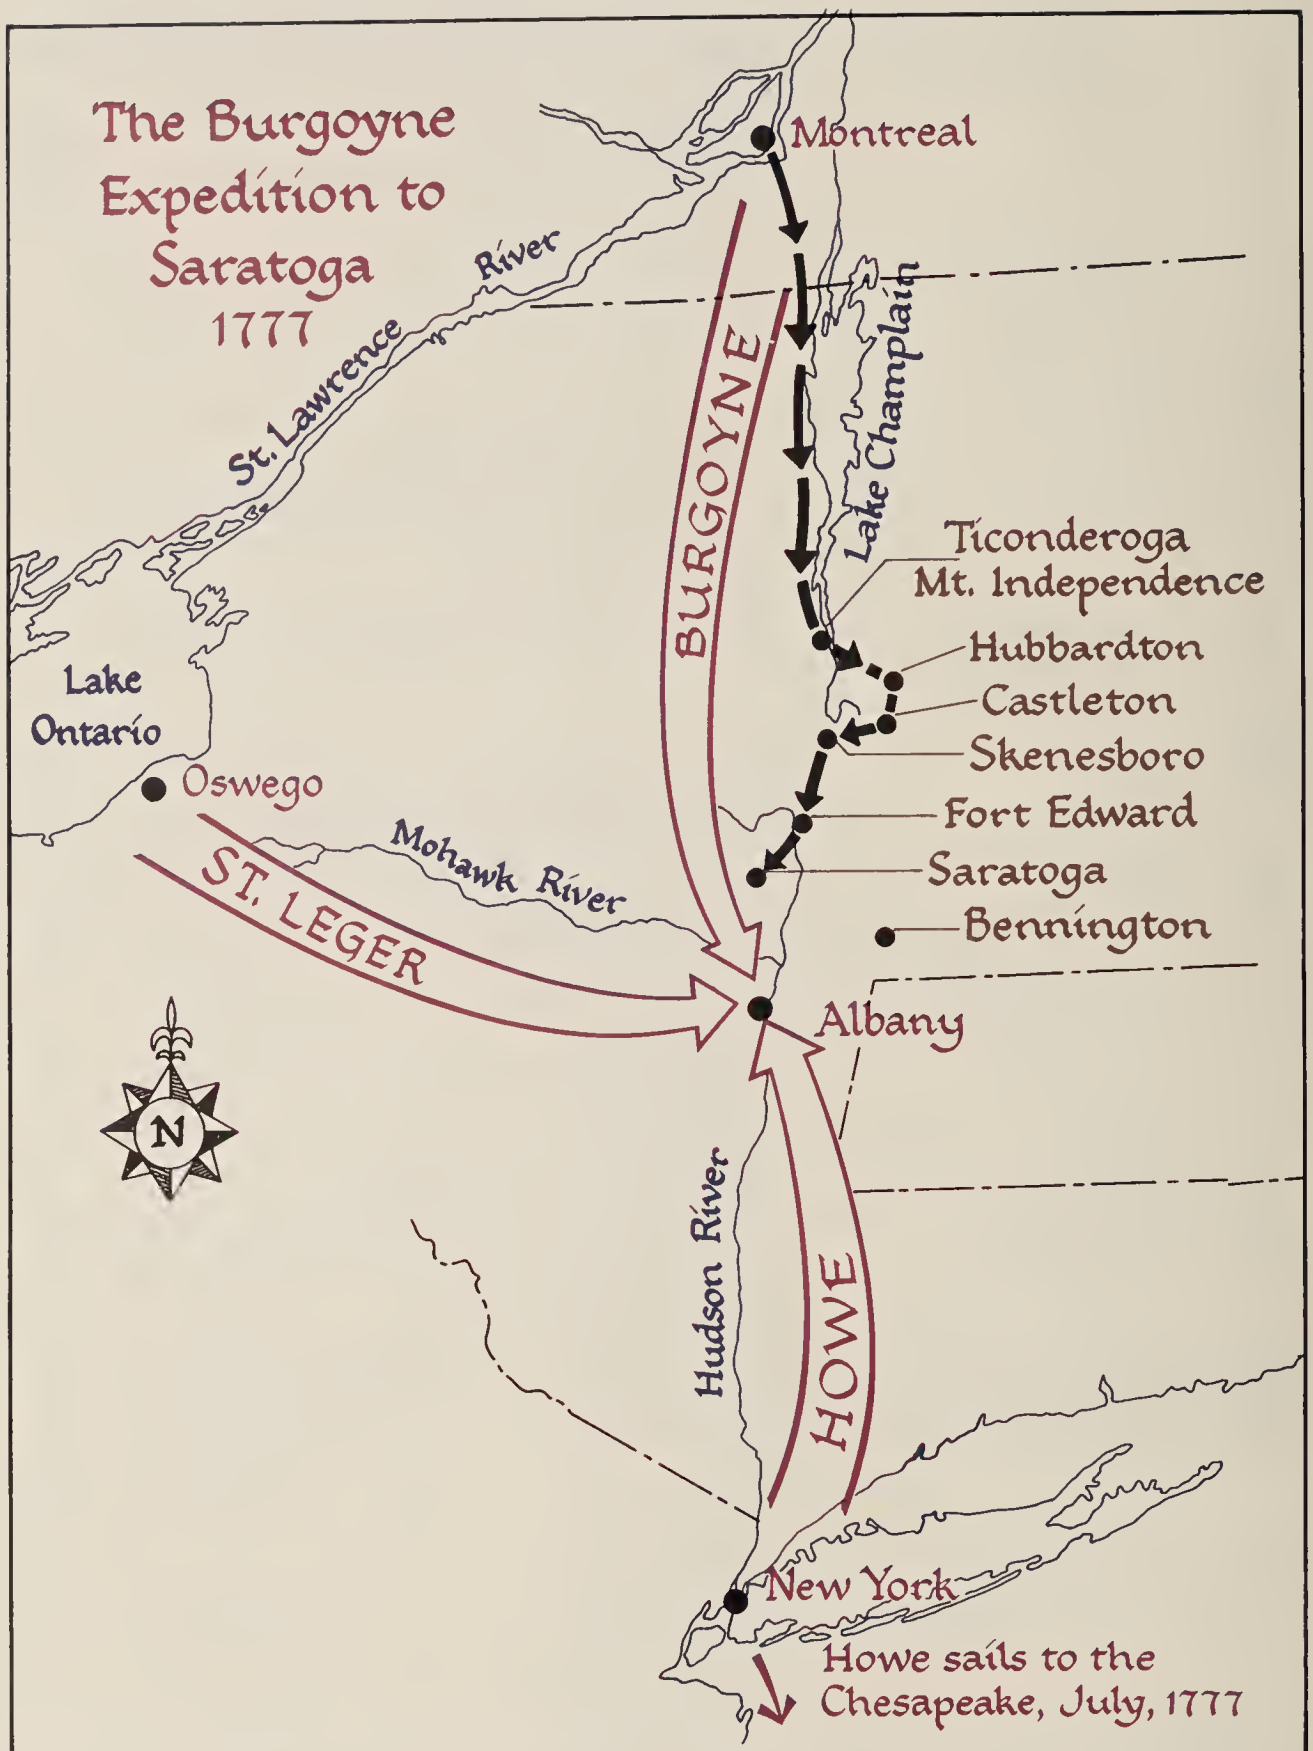 The Burgoyne
Expedition to
Saratoga
1777
Montreal
St. Lawrence
River
Lake Champlain
BURGOYNE
Ticonderoga
Mt. Independence
Hubbardton
Castleton
Skenesboro
Fort Edward
Saratoga
Bennington
Lake
Ontario
Oswego
Mohawk River
ST. LEGER
Albany
N
Hudson River
HOWE
New York
Howe sails to the
Chesapeake, July, 1777